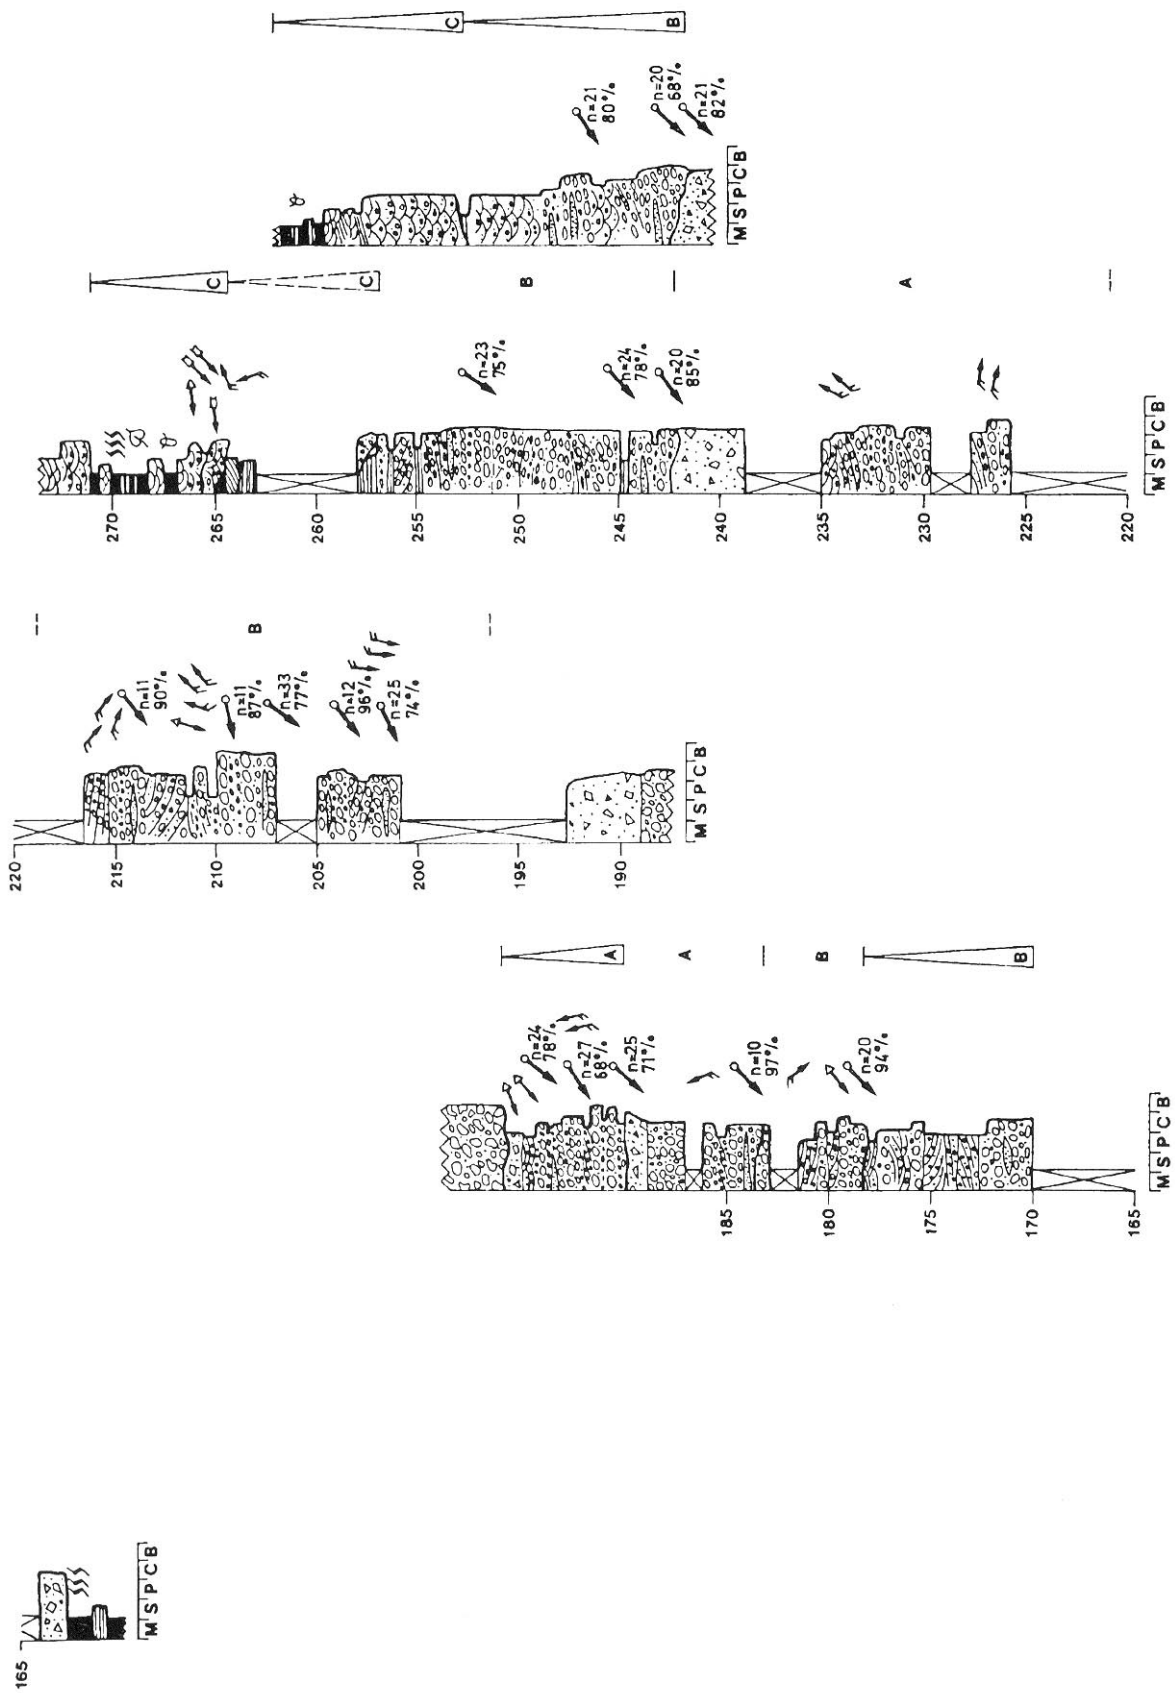 165
M S P C B
n=24
78%
n=27
68%
A
n=25
71%
A
185
n=10
97%
B
180
n=20
94%
175
170
B
165
M S P C B
220
215
n=11
90%
210
n=11
87%
B
n=33
77%
205
n=12
96%
n=25
74%
200
195
190
M S P C B
270
265
C
260
C
255
n=23
75%
250
B
245
n=24
78%
n=20
85%
240
235
230
A
225
220
M S P C B
C
n=21
80%
n=20
68%
B
n=21
82%
M S P C B